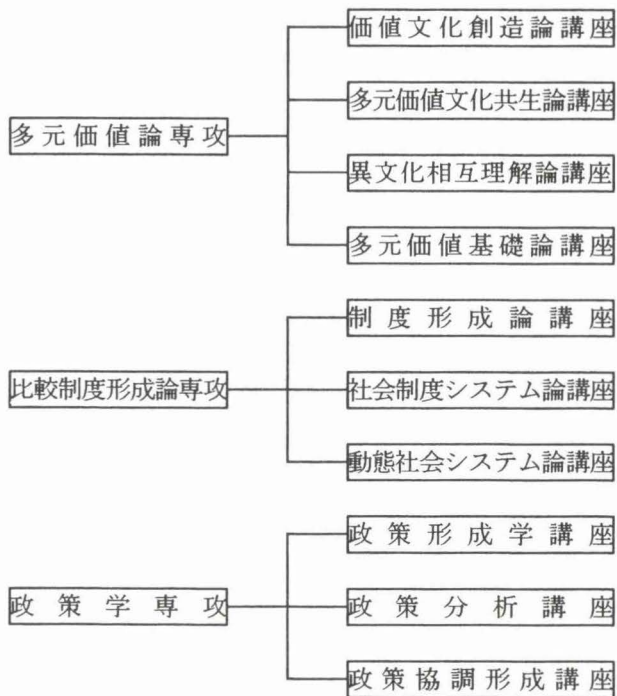 価値文化創造論講座
多元価値文化共生論講座
多元価値論専攻
異文化相互理解論講座
多元価値基礎論講座
制度形成論講座
比較制度形成論専攻
社会制度システム論講座
動態社会システム論講座
政策形成学講座
政策学専攻
政策分析講座
政策協調形成講座